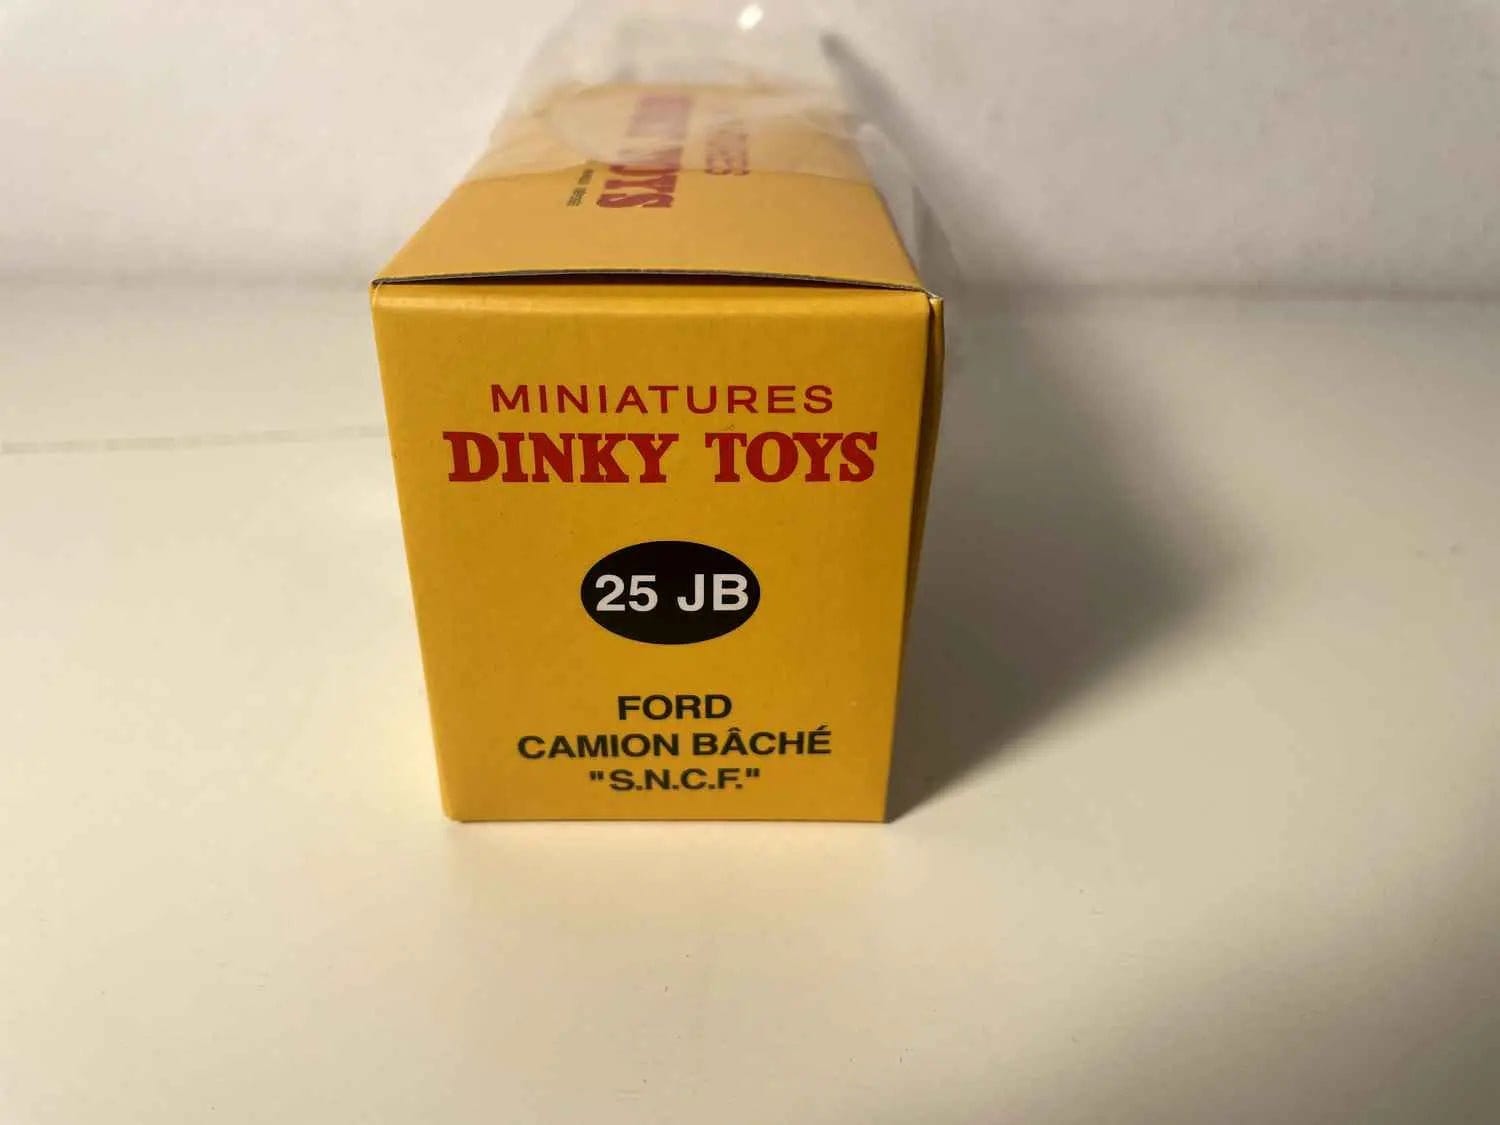 MINIATURES
DINKY TOYS
25 JB
FORD
CAMION BÂCHÉ
"S.N.C.F."